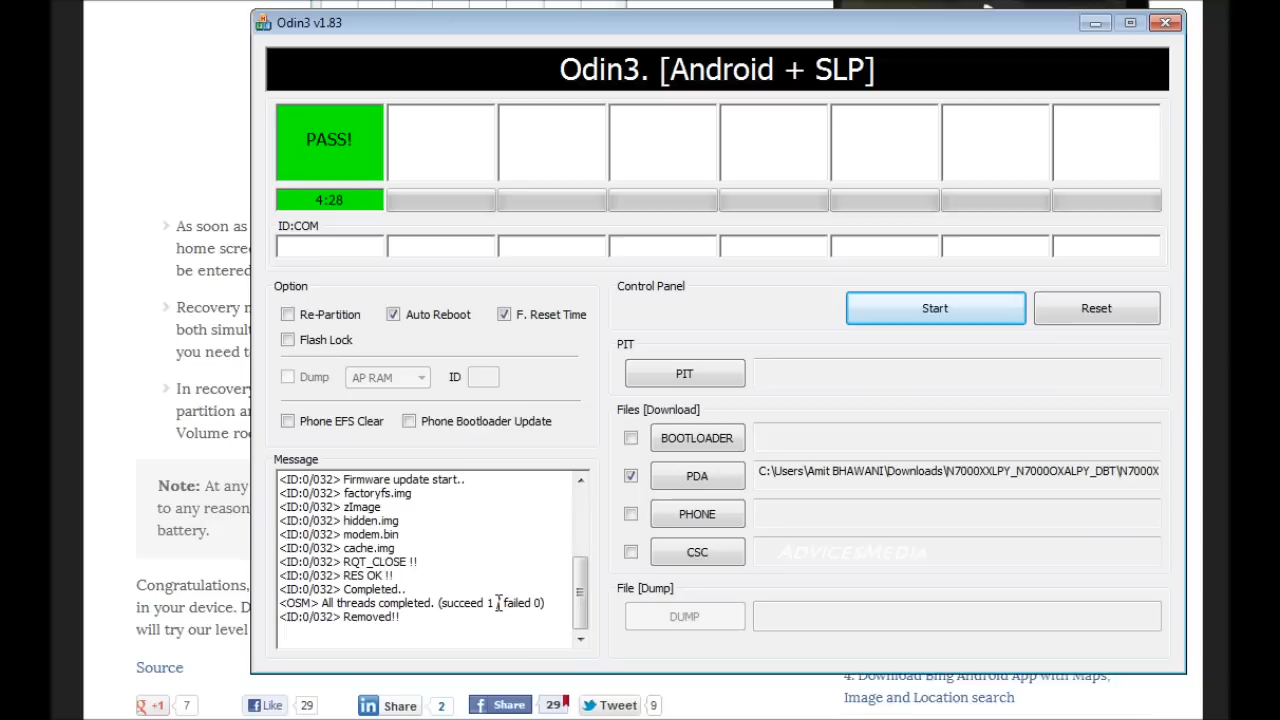 Odin3 v1.83
Odin3. [Android + SLP]
PASS!
4:28
ID:COM
Option
Re-Partition
Auto Reboot
F. Reset Time
Flash Lock
Dump
AP RAM
ID
Phone EFS Clear
Phone Bootloader Update
Message
<ID:0/032> Firmware update start..
<ID:0/032> factoryfs.img
<ID:0/032> zImage
<ID:0/032> hidden.img
<ID:0/032> modem.bin
<ID:0/032> cache.img
<ID:0/032> RQT_CLOSE !!
<ID:0/032> RES OK !!
<ID:0/032> Completed..
<OSM> All threads completed. (succeed 1 / failed 0)
<ID:0/032> Removed!!
Control Panel
Start
Reset
PIT
PIT
Files [Download]
BOOTLOADER
PDA
C:\Users\Amit BHAWANI\Downloads\N7000XXLPY_N7000OXALPY_DBT\N7000X
PHONE
CSC
AdvicesMedia
File [Dump]
DUMP
As soon as
home scre
be entered
Recovery
both simult
you need t
In recovery
partition a
Volume ro
Note: At any
to any reason
battery.
Congratulations,
in your device. D
will try our level
Source
+1 7
Like 29
Share 2
Share 29
Tweet 9
4. Download Bing Android App with Maps,
Image and Location search